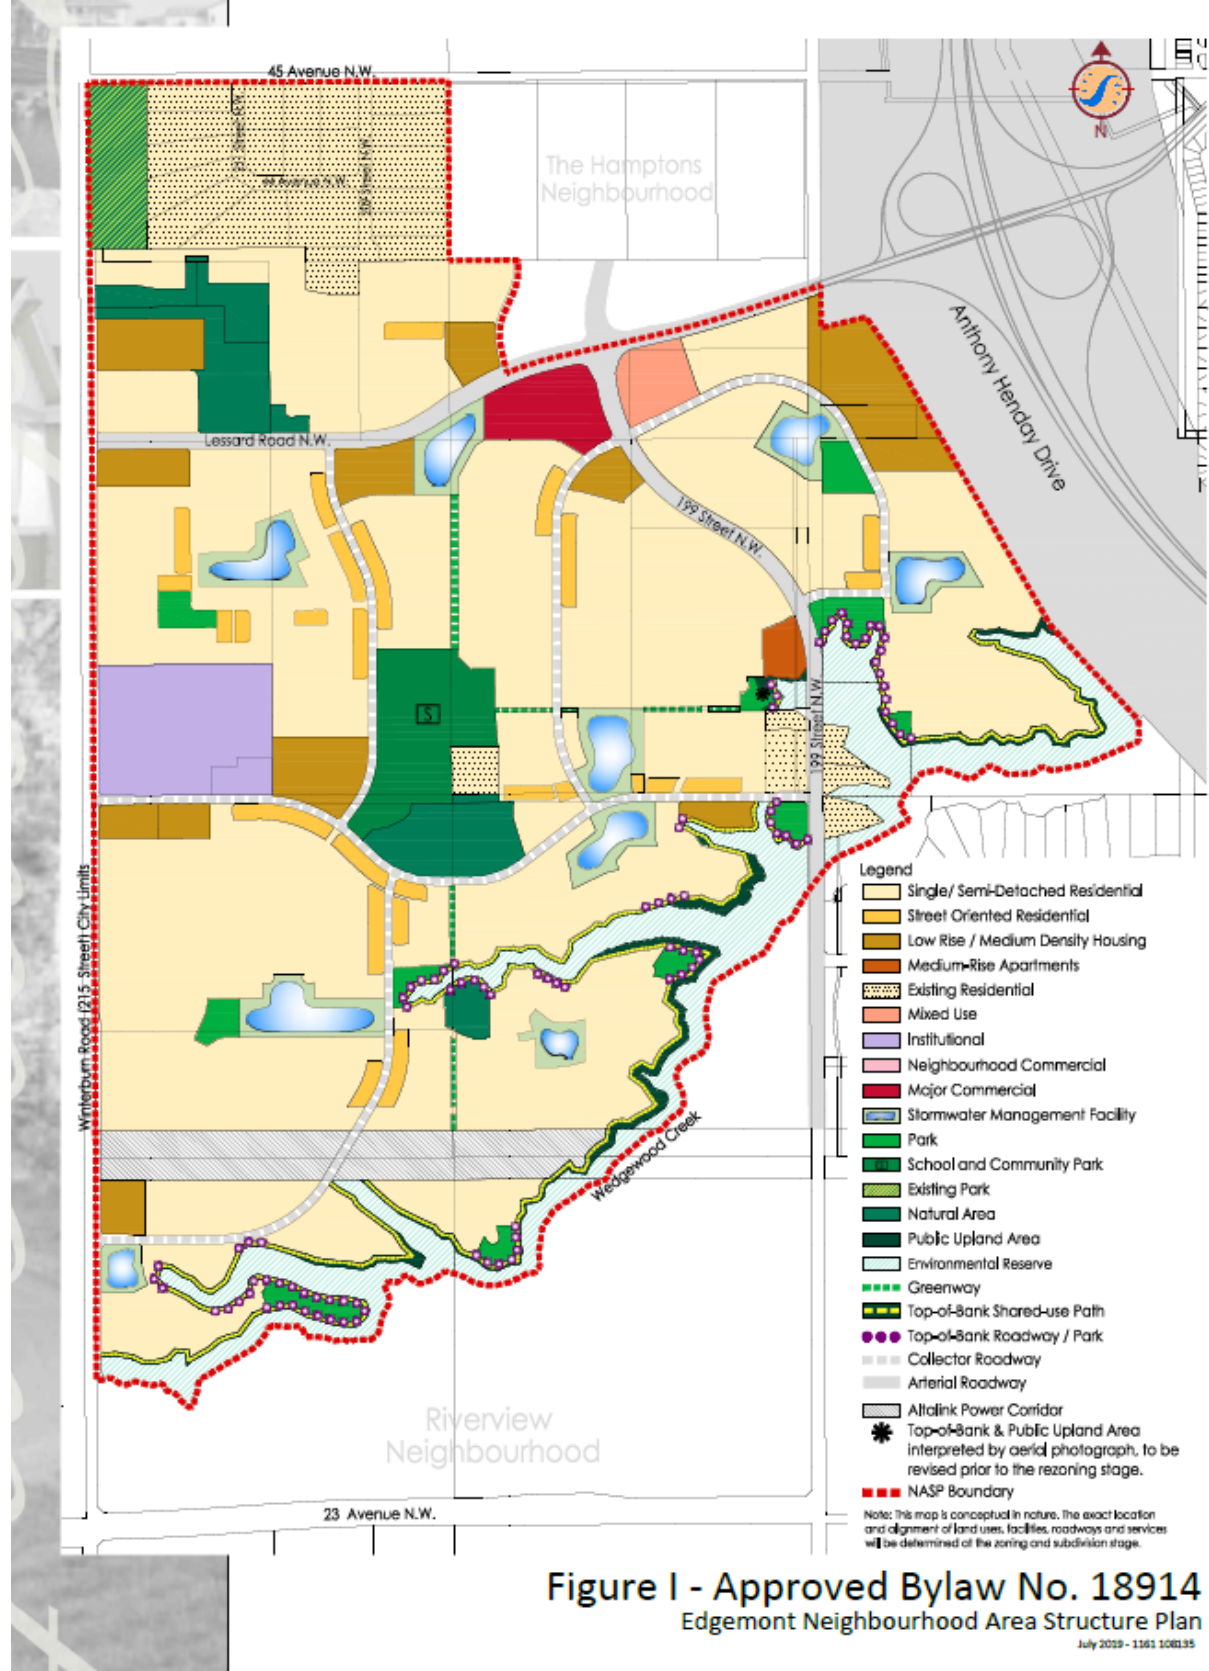 45 Avenue N.W.
44 Avenue N.W.
The Hamptons
Neighbourhood
N
Anthony Henday Drive
Lessard Road N.W.
199 Street N.W.
S
199 Street N.W.
Winterburn Road (215 Street) City Limits
Wedgewood Creek
Legend
Single/ Semi-Detached Residential
Street Oriented Residential
Low Rise / Medium Density Housing
Medium-Rise Apartments
Existing Residential
Mixed Use
Institutional
Neighbourhood Commercial
Major Commercial
Stormwater Management Facility
Park
School and Community Park
Existing Park
Natural Area
Public Upland Area
Environmental Reserve
Greenway
Top-of-Bank Shared-use Path
Top-of-Bank Roadway / Park
Collector Roadway
Arterial Roadway
Altalink Power Corridor
Top-of-Bank & Public Upland Area
interpreted by aerial photograph, to be
revised prior to the rezoning stage.
NASP Boundary
Note: This map is conceptual in nature. The exact location
and alignment of land uses, facilities, roadways and services
will be determined at the zoning and subdivision stage.
Riverview
Neighbourhood
23 Avenue N.W.
Figure I - Approved Bylaw No. 18914
Edgemont Neighbourhood Area Structure Plan
July 2019 - 1161 108135